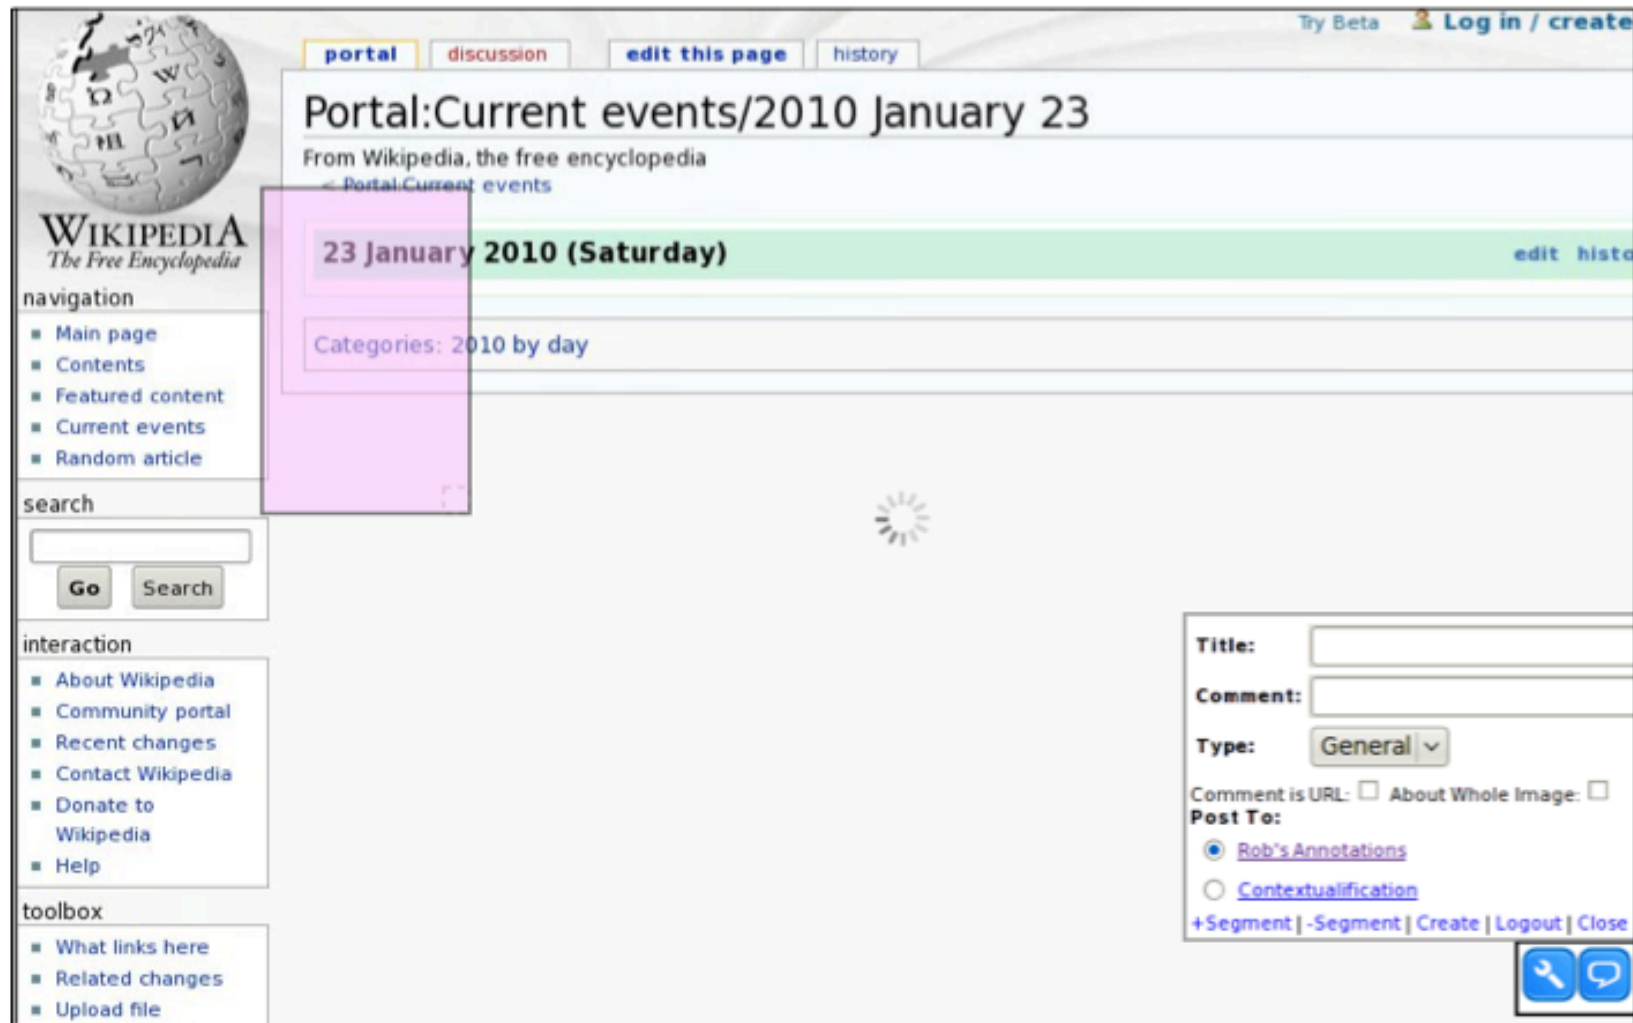 Try Beta Log in / create
portal discussion edit this page history
Portal:Current events/2010 January 23
From Wikipedia, the free encyclopedia
< Portal:Current events
23 January 2010 (Saturday) edit histo
Categories: 2010 by day
WIKIPEDIA
The Free Encyclopedia
navigation
Main page
Contents
Featured content
Current events
Random article
search
Go Search
interaction
About Wikipedia
Community portal
Recent changes
Contact Wikipedia
Donate to
Wikipedia
Help
toolbox
What links here
Related changes
Upload file
Title:
Comment:
Type: General
Comment is URL: About Whole Image:
Post To:
Rob's Annotations
Contextualification
+Segment | -Segment | Create | Logout | Close